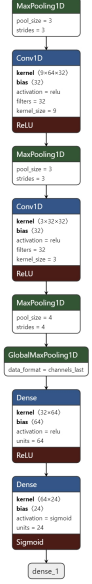 MaxPooling1D
pool_size = 3
strides = 3
Conv1D
kernel ⟨9×64×32⟩
bias ⟨32⟩
activation = relu
filters = 32
kernel_size = 9
ReLU
MaxPooling1D
pool_size = 3
strides = 3
Conv1D
kernel ⟨3×32×32⟩
bias ⟨32⟩
activation = relu
filters = 32
kernel_size = 3
ReLU
MaxPooling1D
pool_size = 4
strides = 4
GlobalMaxPooling1D
data_format = channels_last
Dense
kernel ⟨32×64⟩
bias ⟨64⟩
activation = relu
units = 64
ReLU
Dense
kernel ⟨64×24⟩
bias ⟨24⟩
activation = sigmoid
units = 24
Sigmoid
dense_1